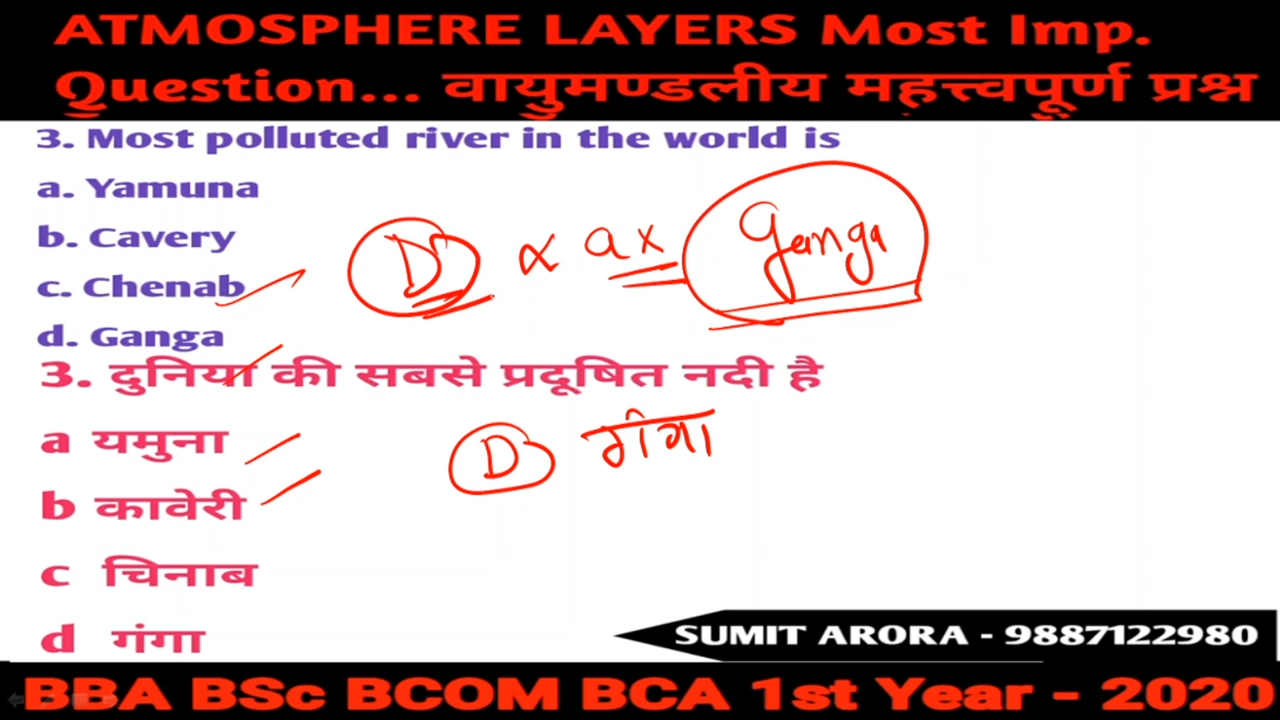 ATMOSPHERE LAYERS Most Imp.
Question... वायुमण्डलीय महत्त्वपूर्ण प्रश्न
3. Most polluted river in the world is
a. Yamuna
b. Cavery
c. Chenab
d. Ganga
D ∝ ax Ganga
3. दुनिया की सबसे प्रदूषित नदी है
a यमुना
b कावेरी
D गंगा
c चिनाब
d गंगा
SUMIT ARORA - 9887122980
BBA BSc BCOM BCA 1st Year - 2020